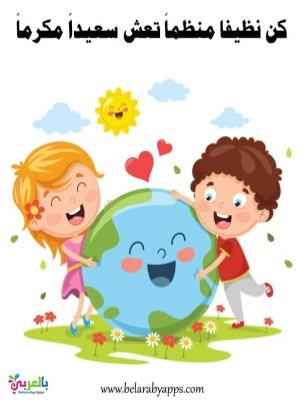 كن نظيفا منظماً تعش سعيداً مكرماً
بالعربي
www.belarabyapps.com